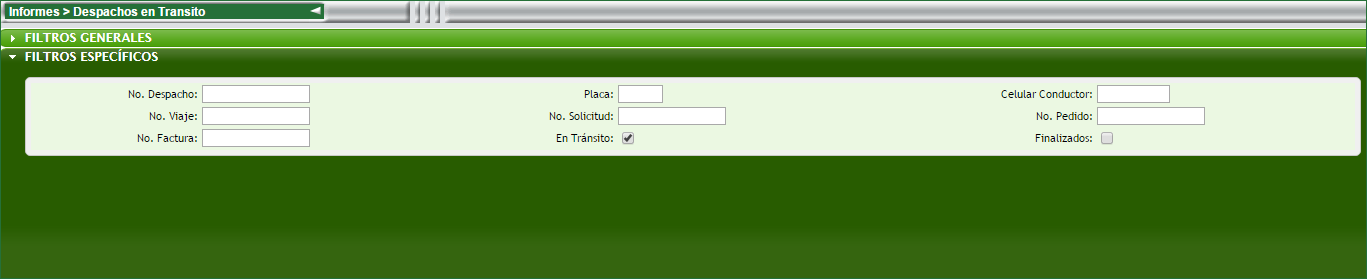 Informes > Despachos en Transito
FILTROS GENERALES
FILTROS ESPECÍFICOS
No. Despacho: Placa: Celular Conductor:
No. Viaje: No. Solicitud: No. Pedido:
No. Factura: En Tránsito: Finalizados: